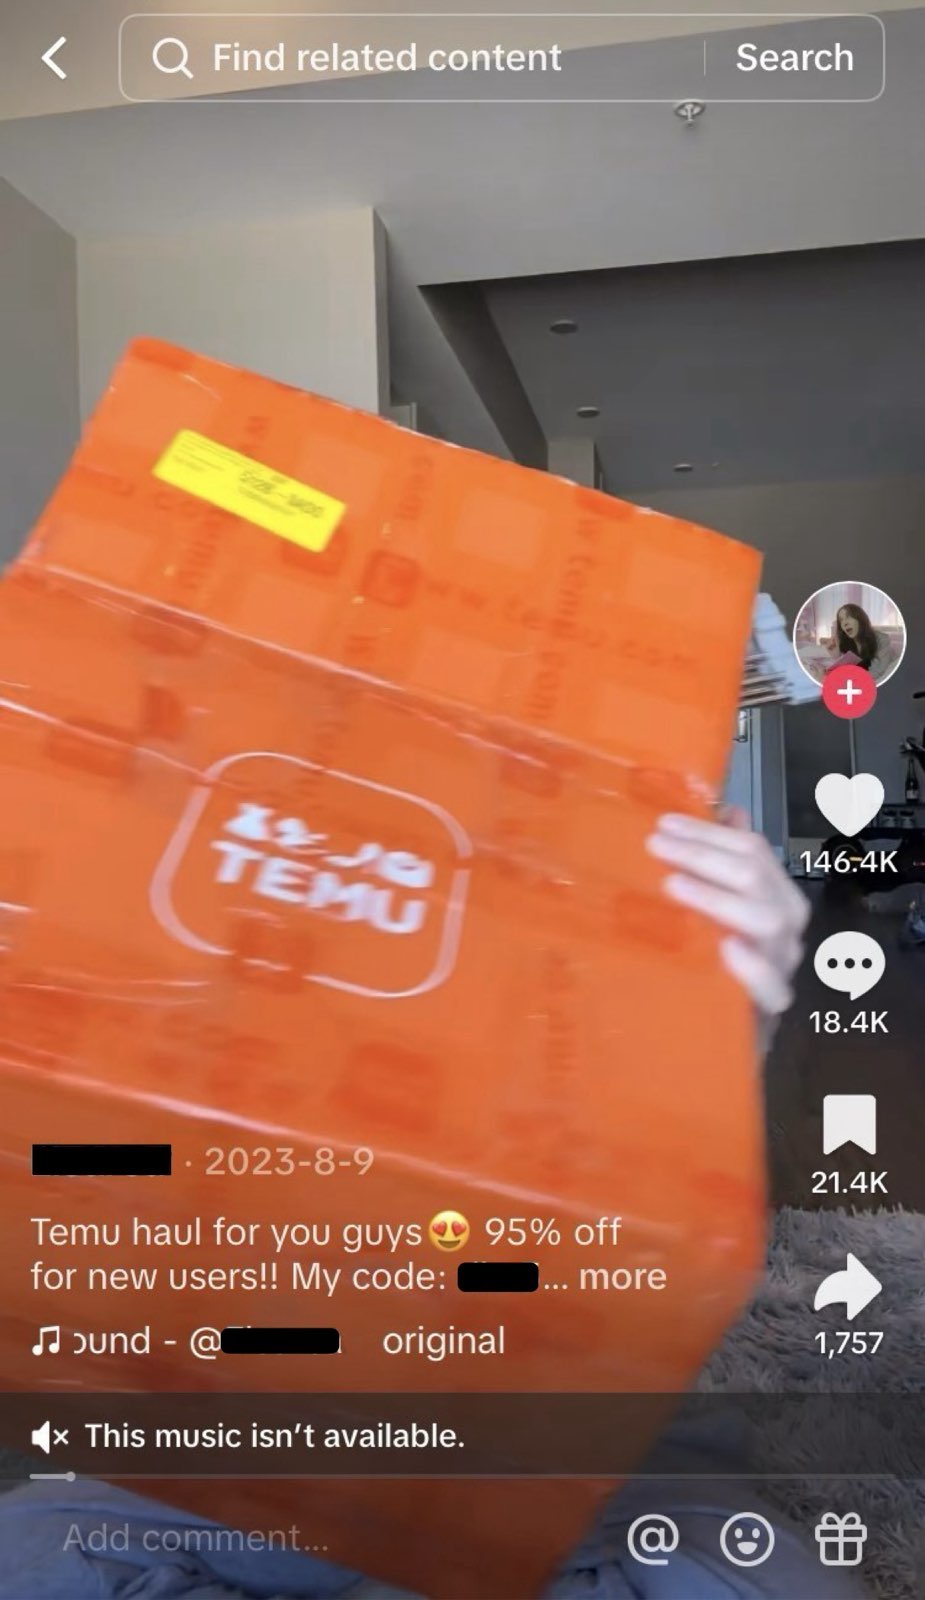 Find related content
Search
TEMU
146.4K
18.4K
21.4K
1,757
· 2023-8-9
Temu haul for you guys😍 95% off
for new users!! My code: ... more
ound - @ original
This music isn't available.
Add comment...